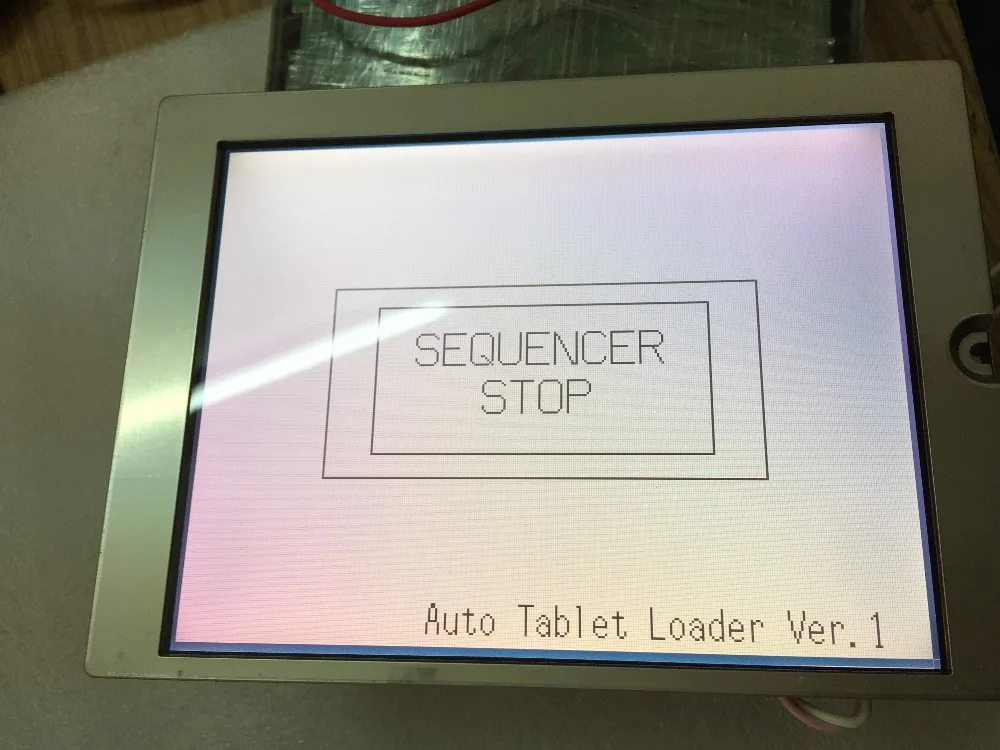 SEQUENCER
STOP
Auto Tablet Loader Ver.1